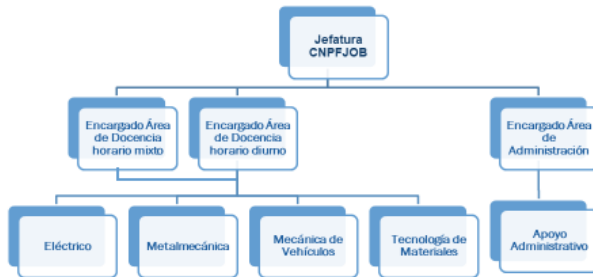 Jefatura
CNPFJOB
Encargado Área
de Docencia
horario mixto
Encargado Área
de Docencia
horario diurno
Encargado Área
de
Administración
Eléctrico
Metalmecánica
Mecánica de
Vehículos
Tecnología de
Materiales
Apoyo
Administrativo